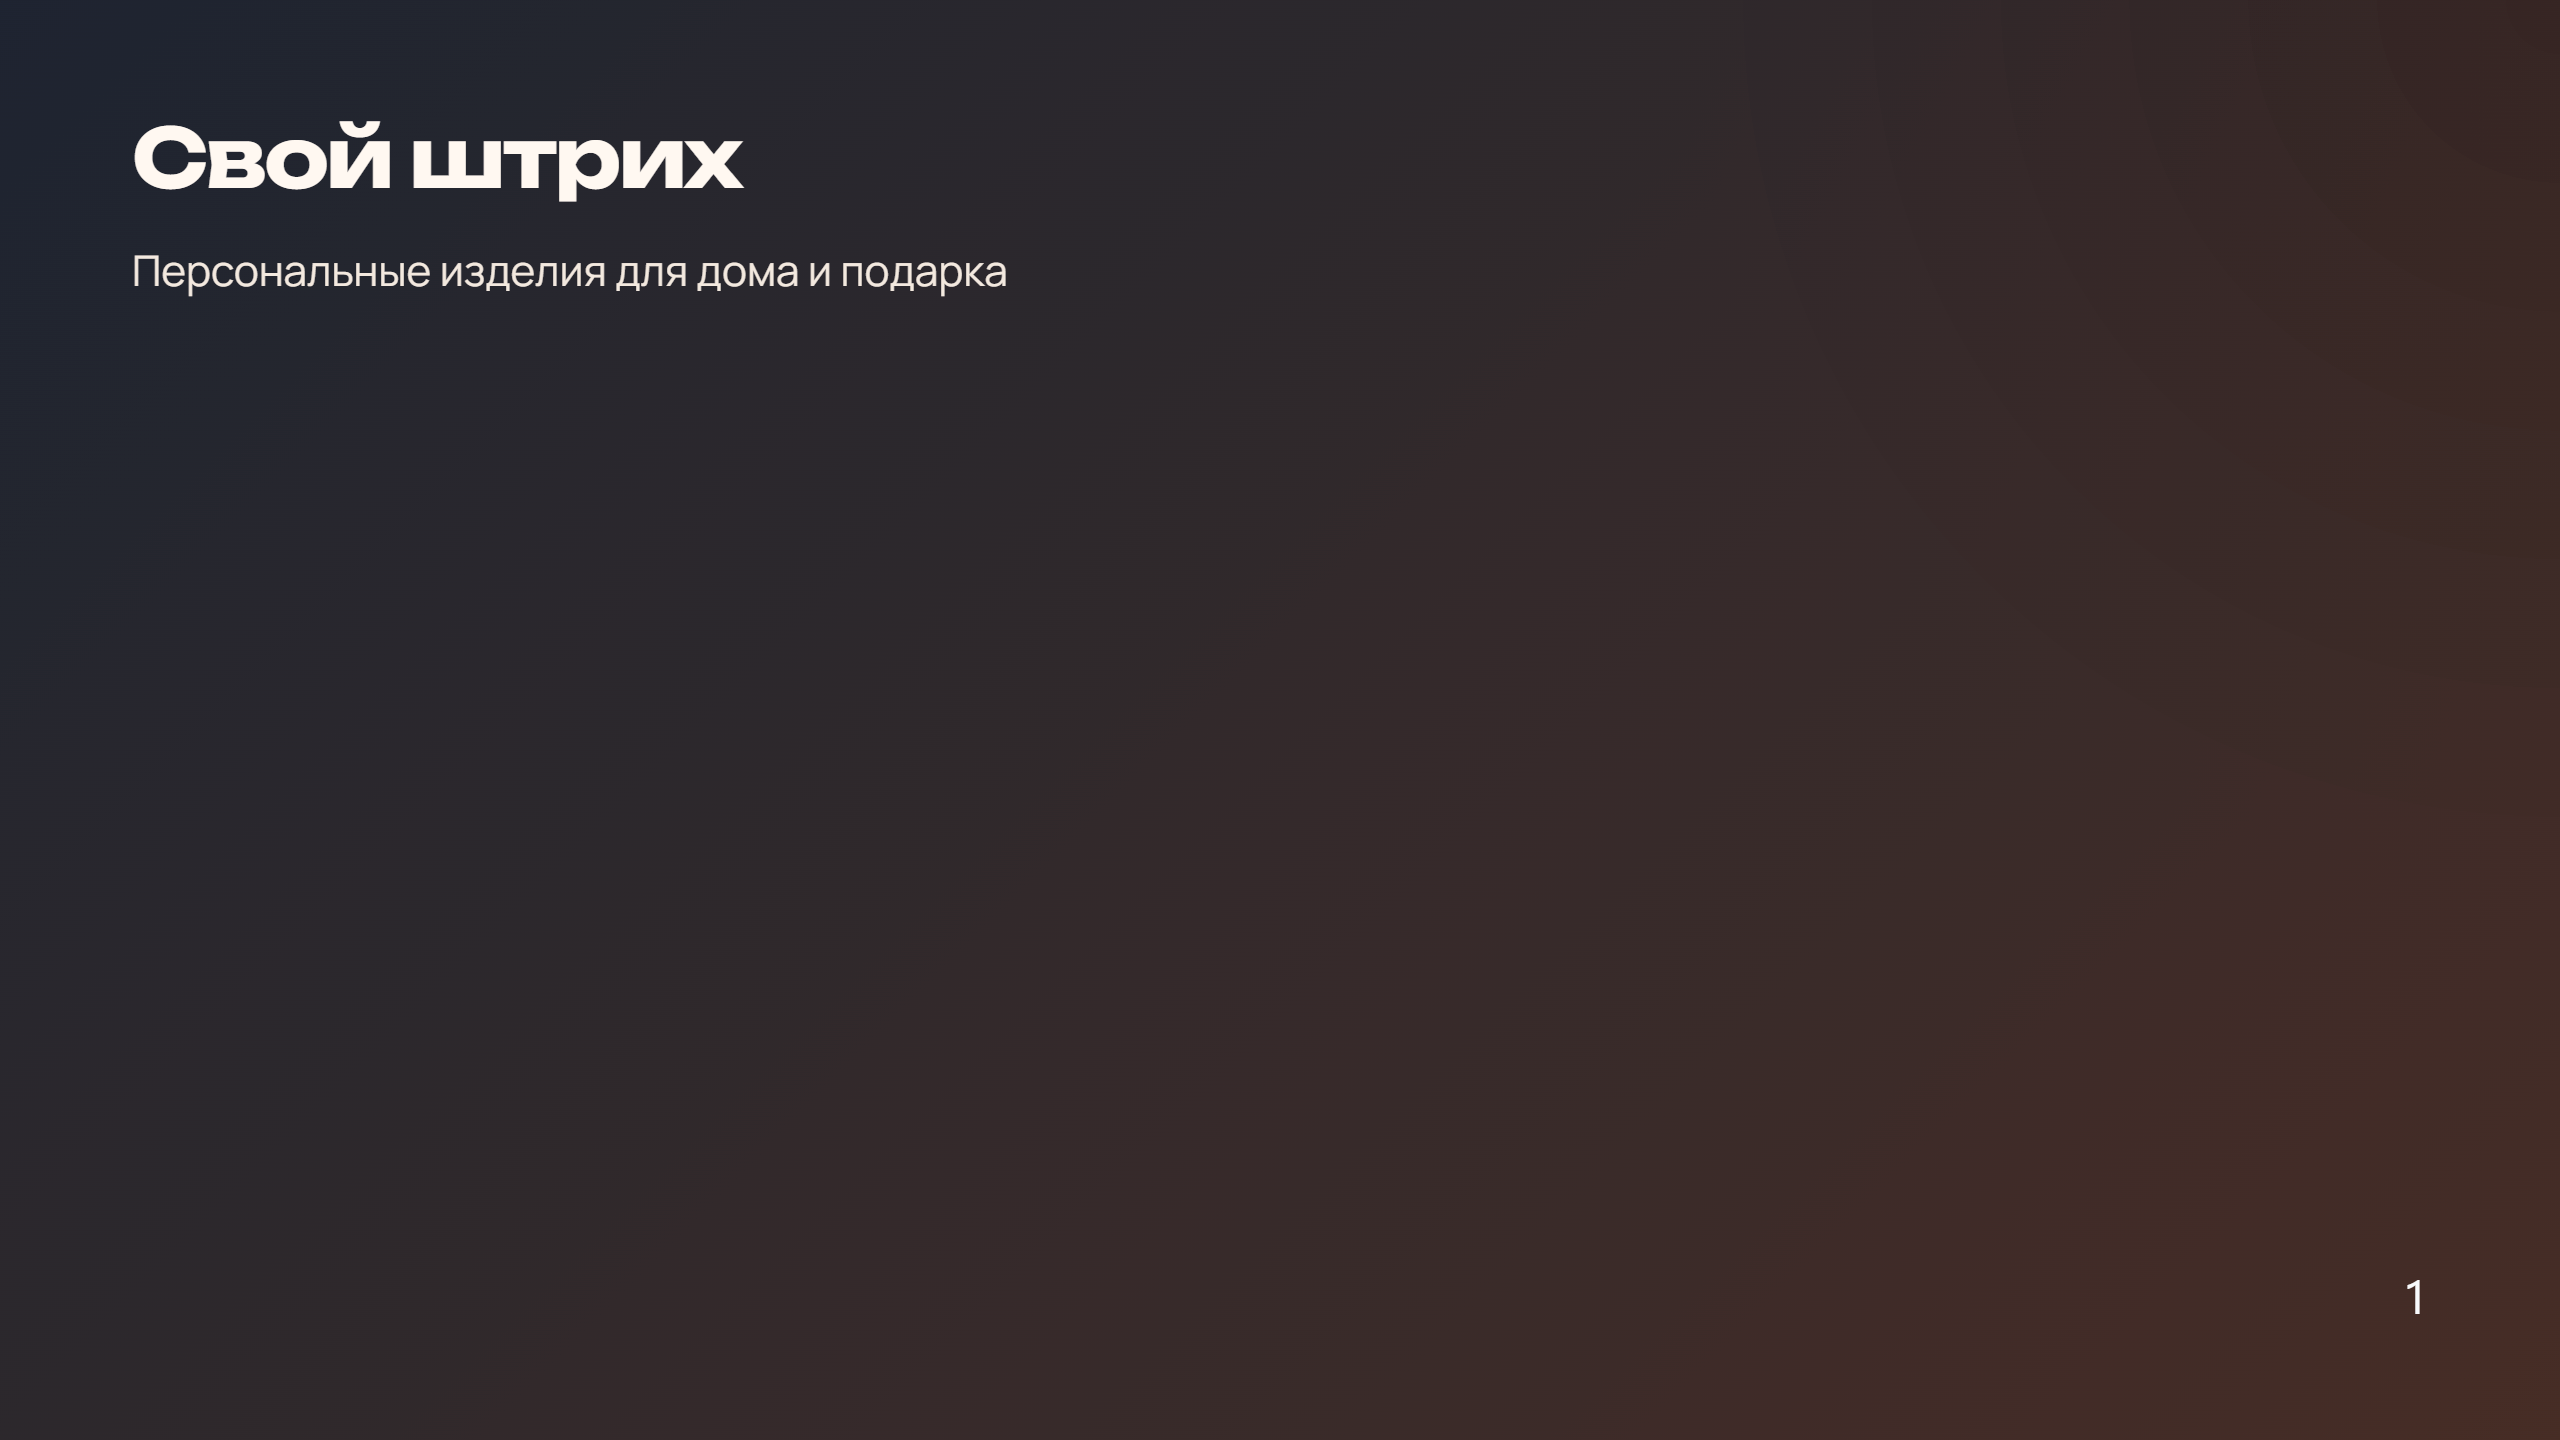 Свой штрих
Персональные изделия для дома и подарка
1